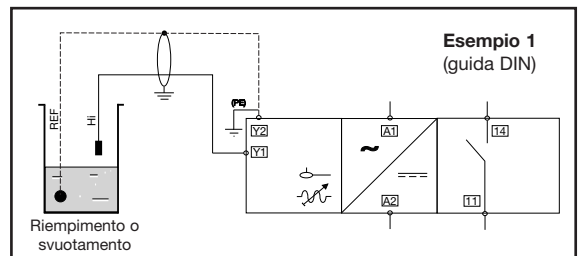 Esempio 1
(guida DIN)
(PE)
REF
Hi
Y2
Y1
A1
A2
14
11
Riempimento o
svuotamento